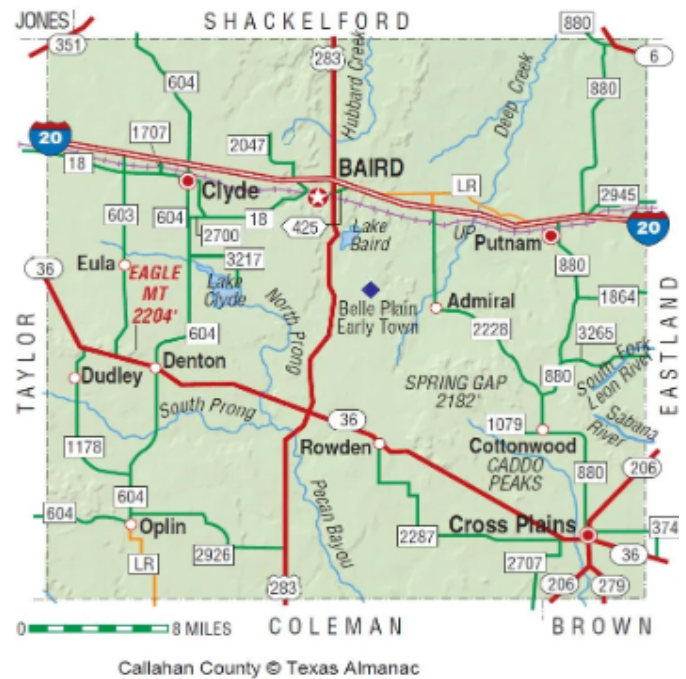 JONES
SHACKELFORD
880
351
283
6
604
Hubbard Creek
Deep Creek
880
1707
2047
20
BAIRD
18
LR
Clyde
2945
603
604
18
425
Lake
Baird
UP
Putnam
20
2700
36
Eula
EAGLE
MT
2204'
3217
Lake
Clyde
North Prong
Belle Plain
Early Town
Admiral
880
1864
EASTLAND
TAYLOR
604
2228
3265
Denton
Dudley
SPRING GAP
2182'
880
South Fork
Leon River
South Prong
36
1079
Sabana
River
1178
Rowden
Cottonwood
CADDO
PEAKS
880
206
604
604
Oplin
Pecan Bayou
Cross Plains
374
2926
2287
36
LR
2707
283
206
279
0
8 MILES
COLEMAN
BROWN
Callahan County © Texas Almanac